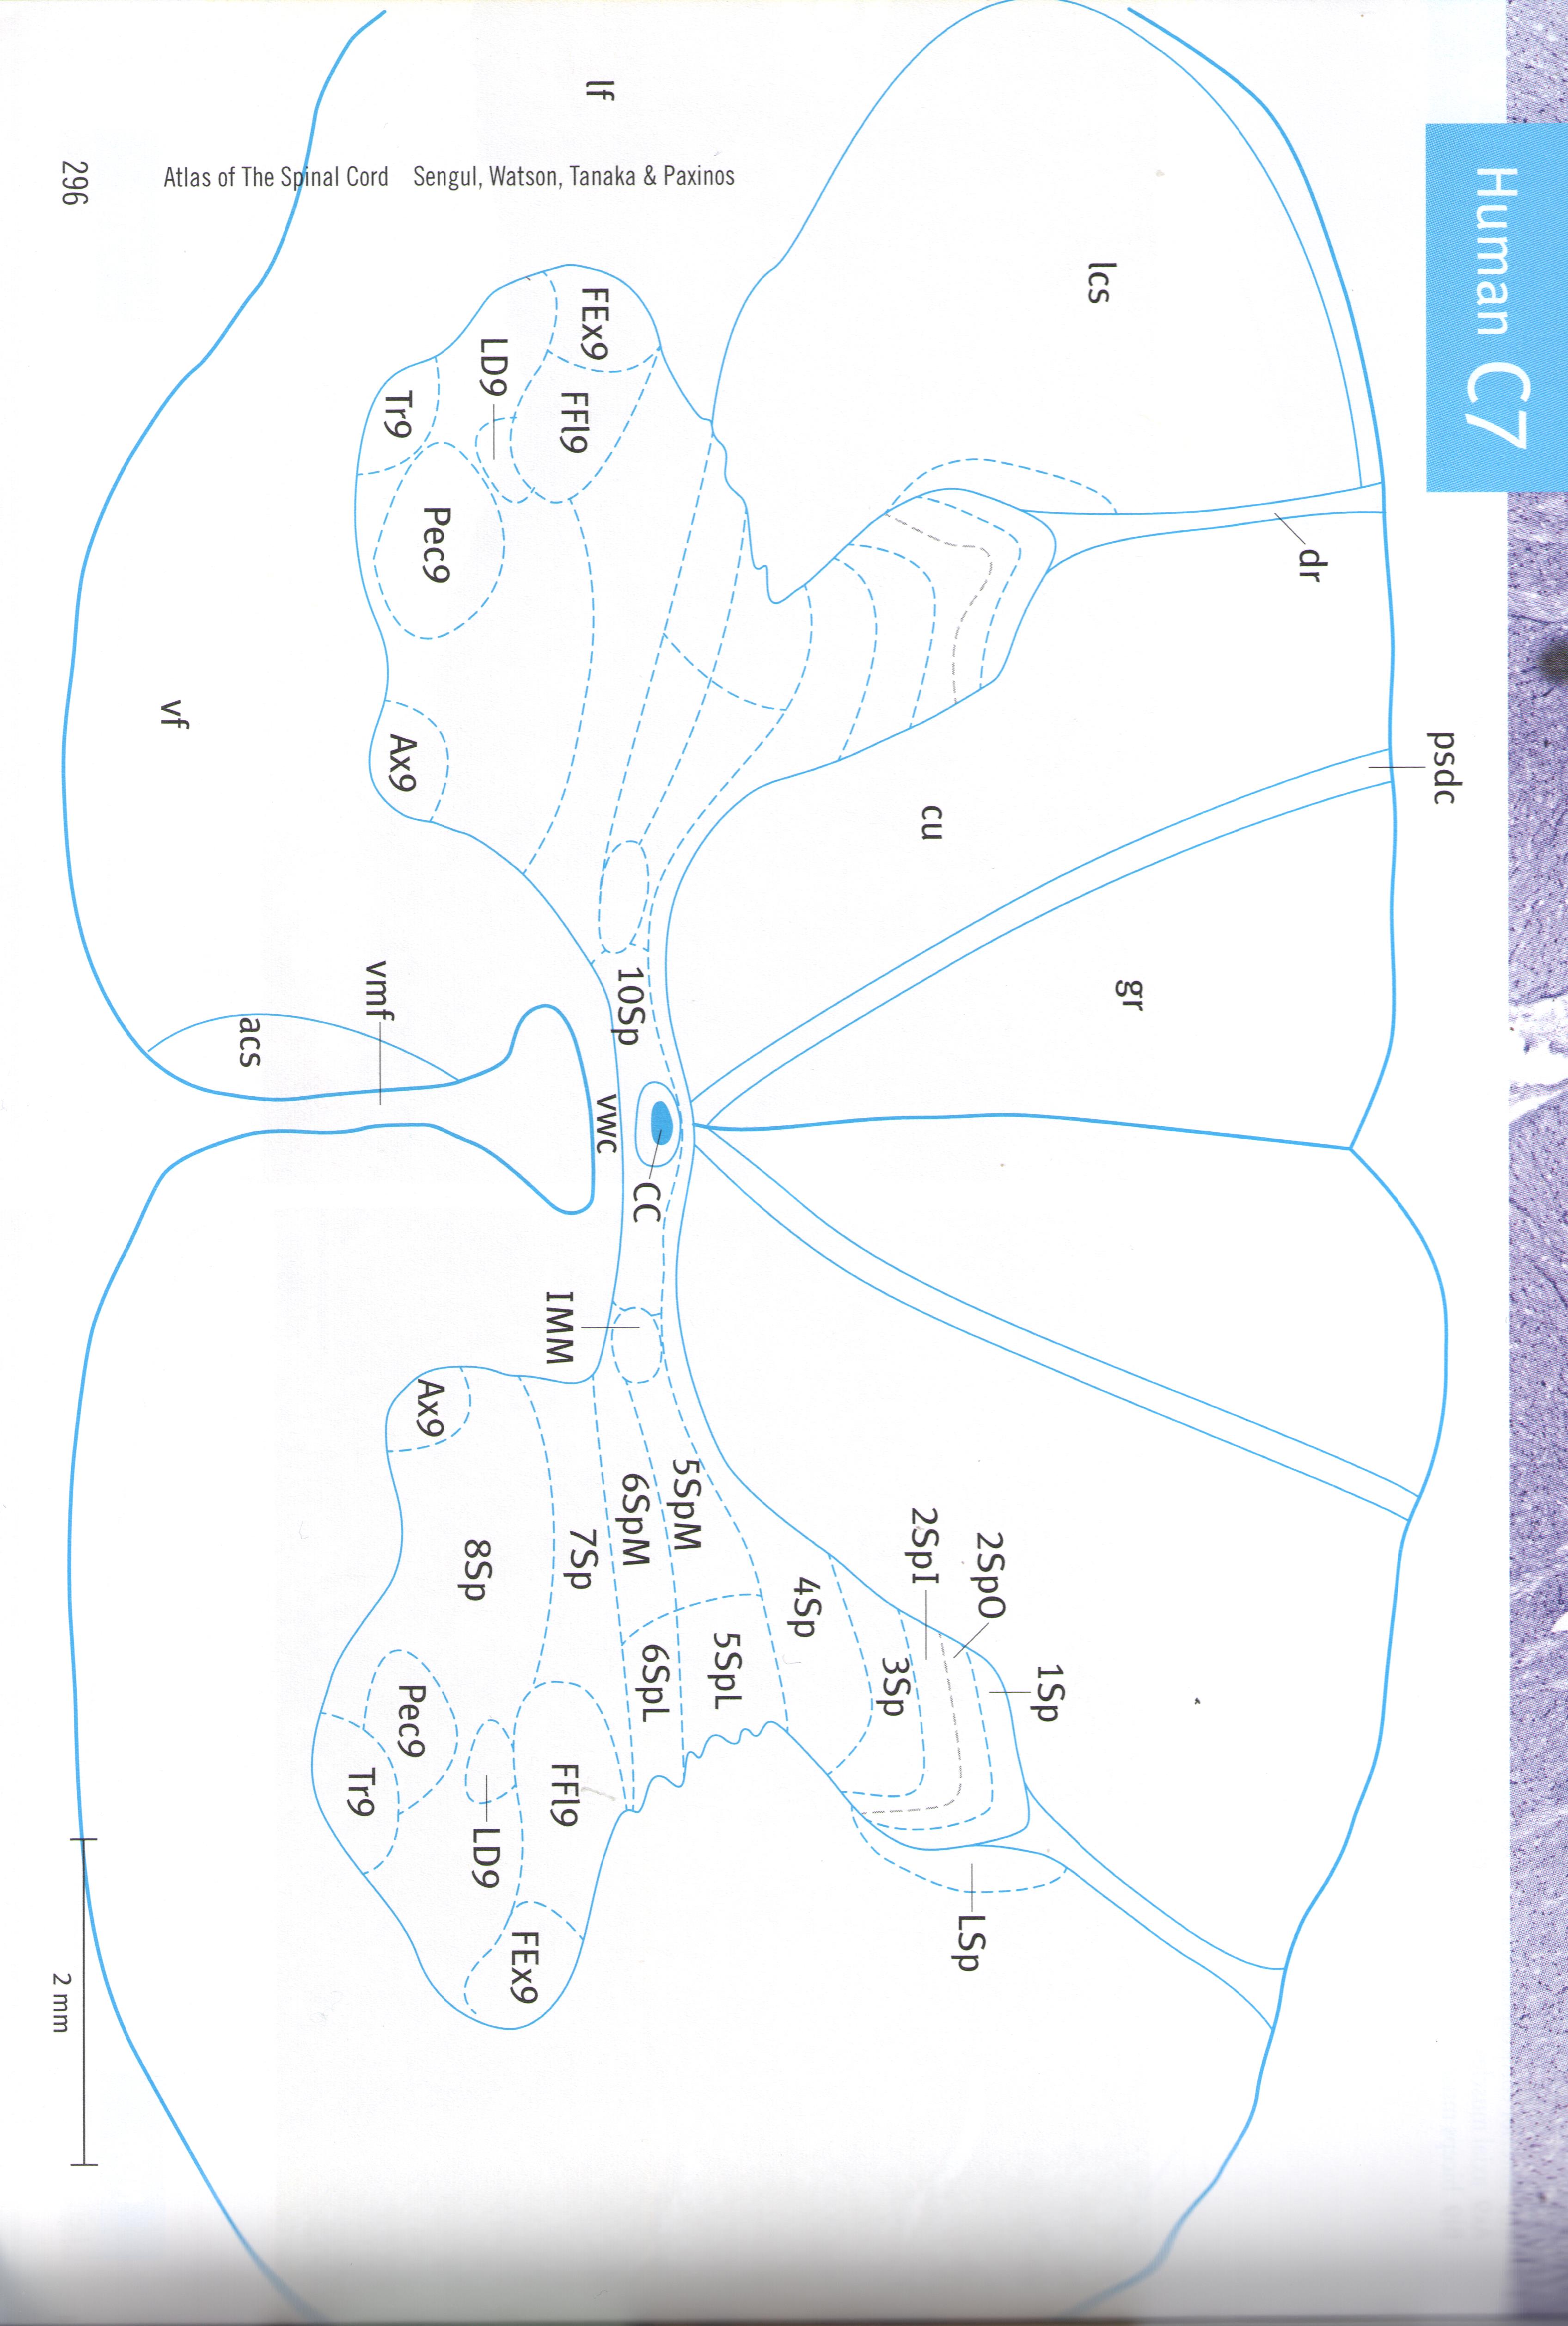 Human C7
psdc
dr
lcs
gr
cu
lf
1Sp
2SpO
2SpI
3Sp
LSp
4Sp
5SpM
5SpL
6SpM
6SpL
10Sp
CC
vwc
IMM
7Sp
8Sp
FEx9
FFl9
LD9
Tr9
Pec9
Ax9
vmf
acs
vf
Ax9
Pec9
Tr9
LD9
FFl9
FEx9
2 mm
296
Atlas of The Spinal Cord Sengul, Watson, Tanaka & Paxinos